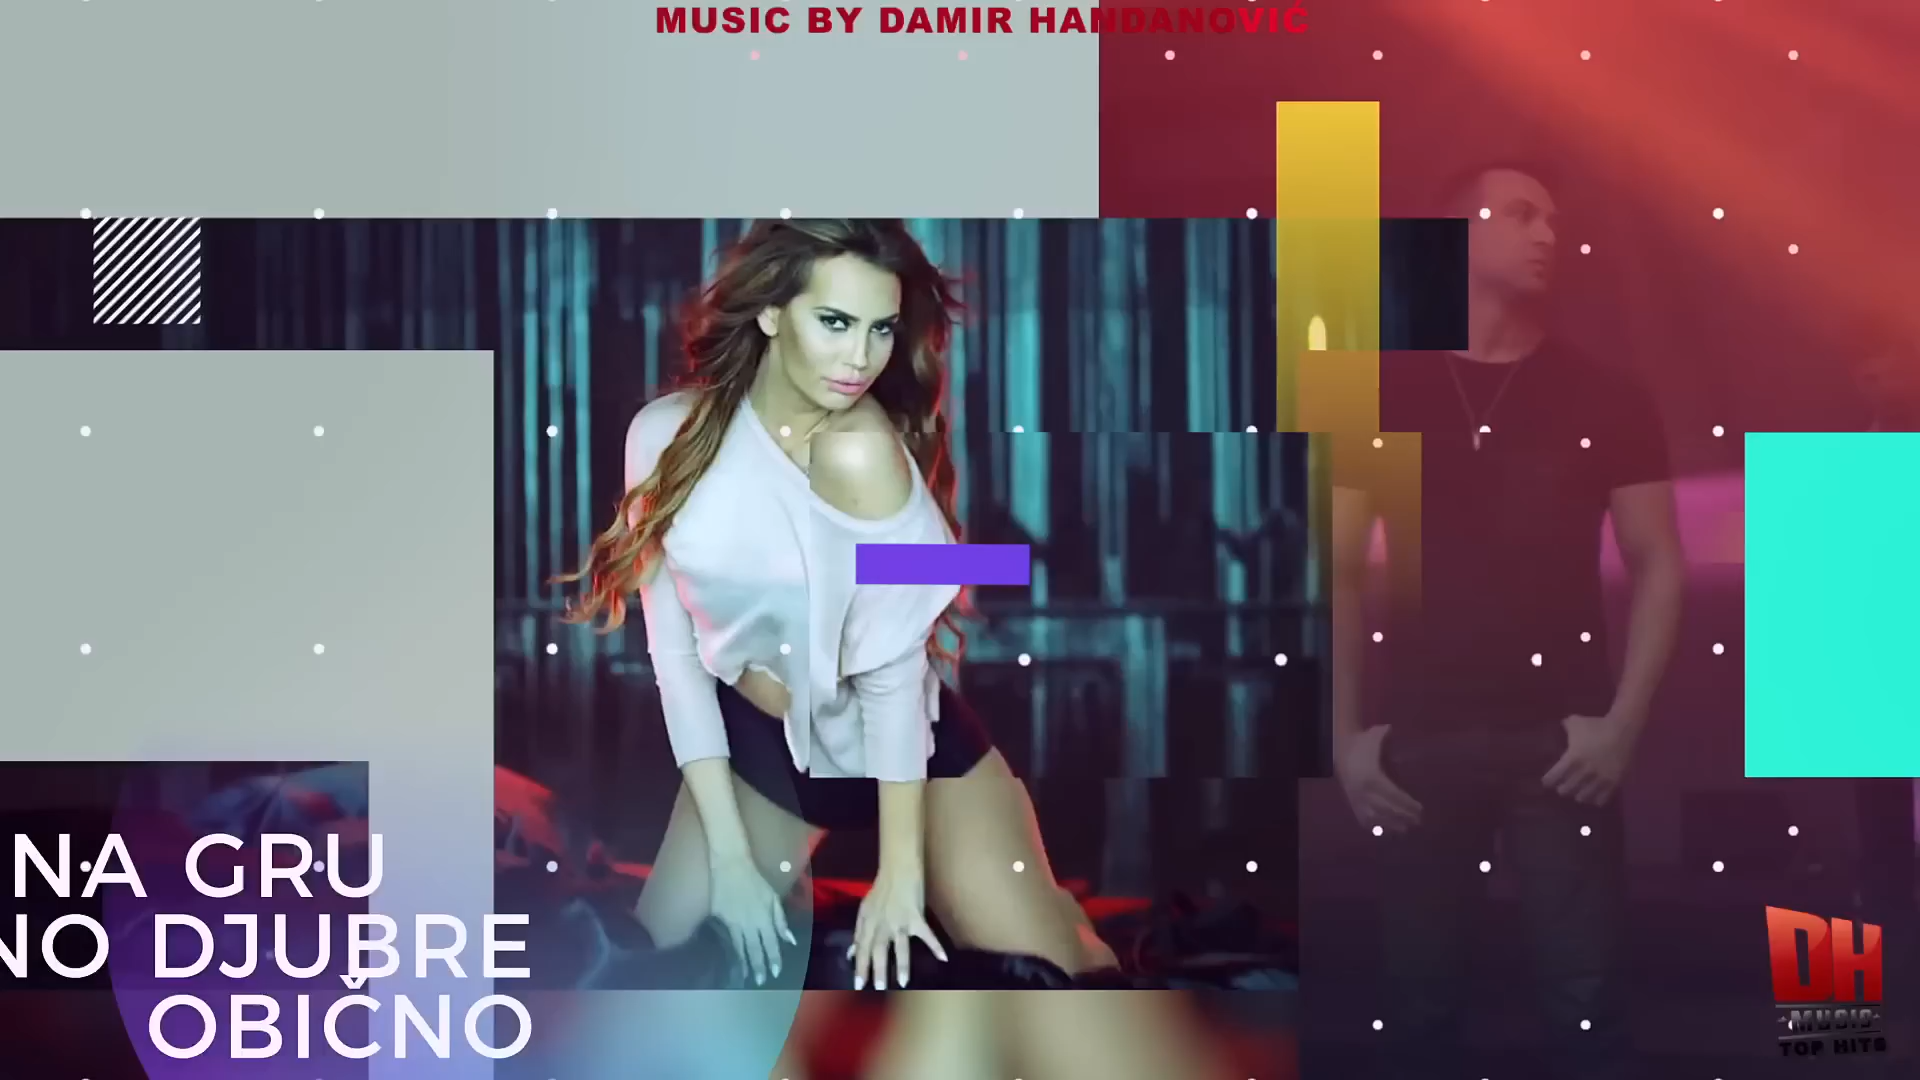 MUSIC BY DAMIR HANDANOVIĆ
NA GRU
NO DJUBRE
OBIČNO
DH
MUSIC
TOP HITS